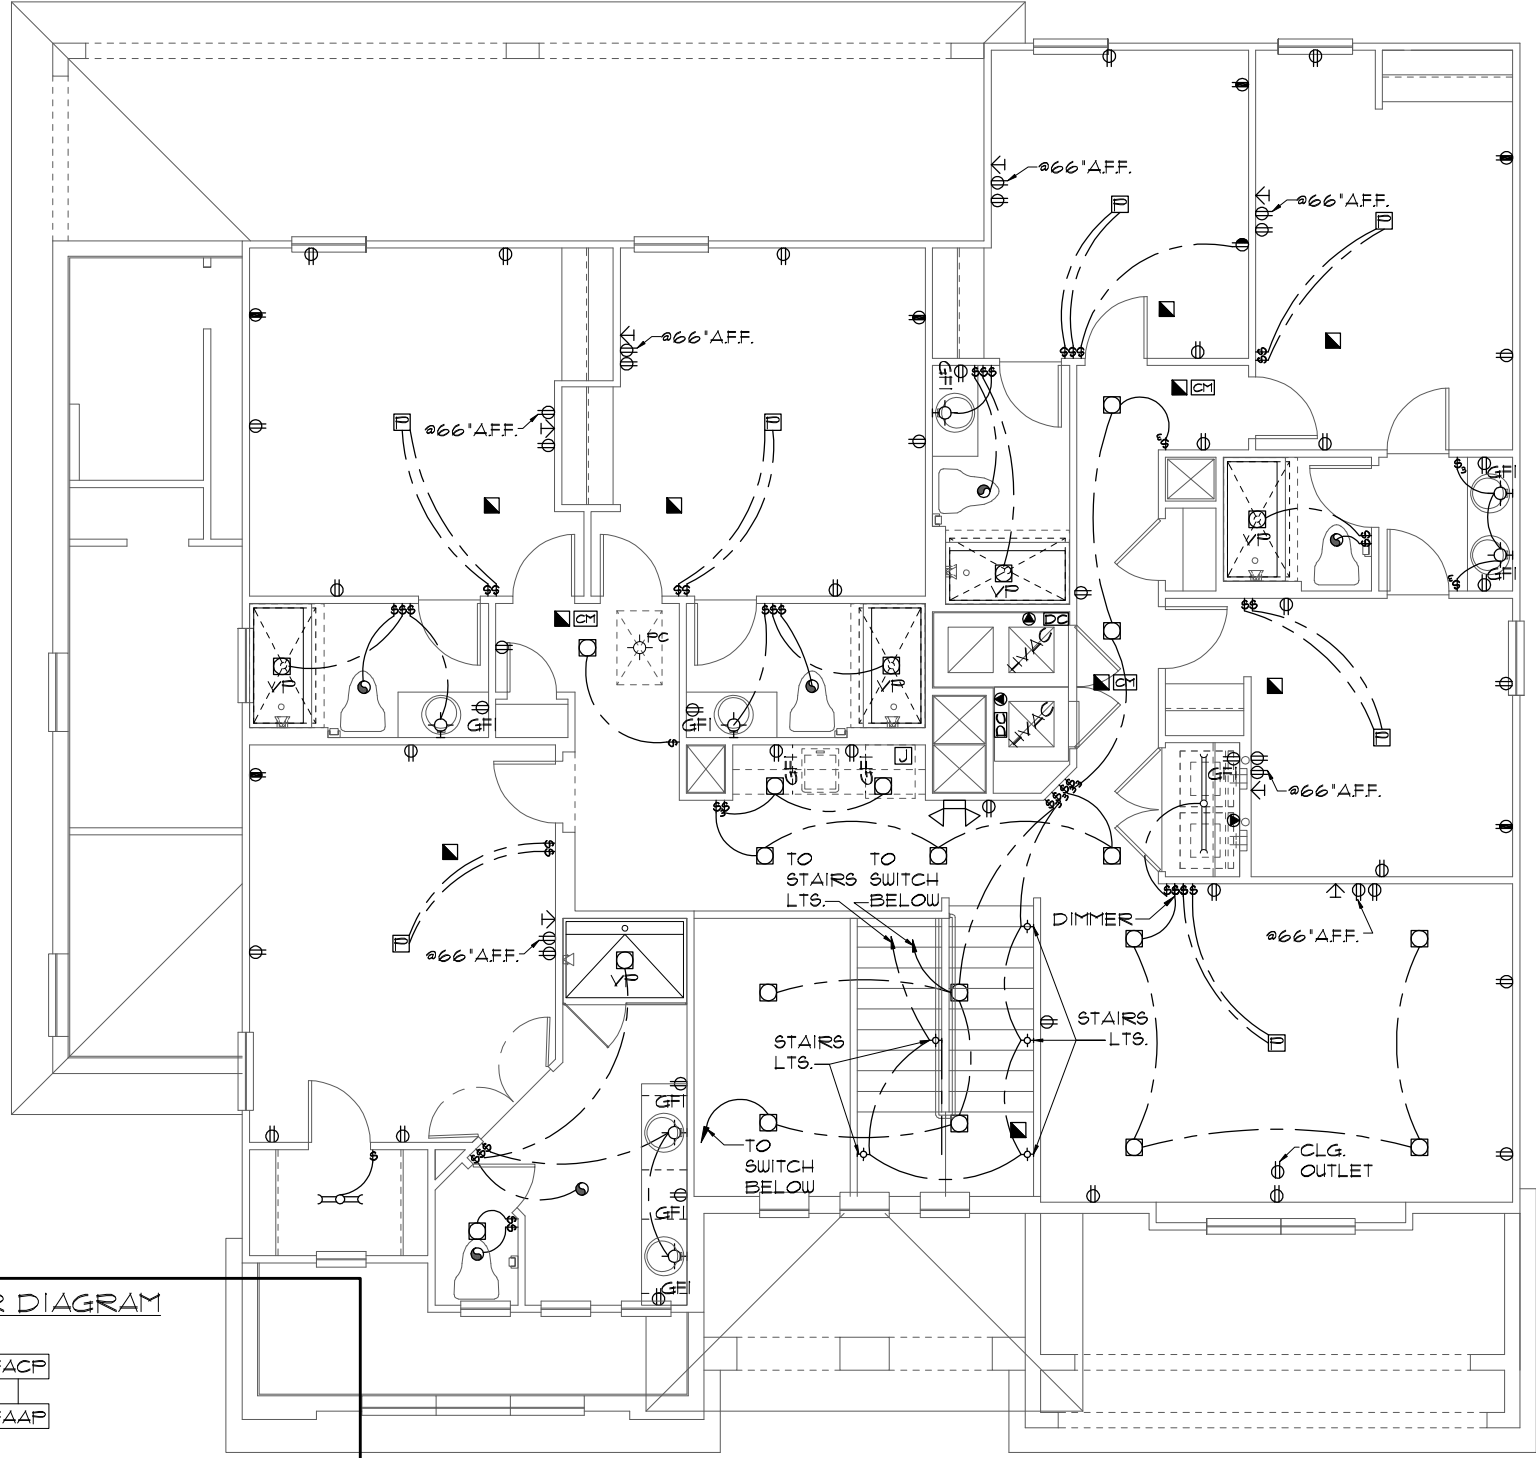 @66"A.F.F.
@66"A.F.F.
@66"A.F.F.
GFI
CM
@66"A.F.F.
GFI
VP
VP
GFI
CM
PC
DC
HVAC
VP
VP
CM
GFI
GFI
DC
HVAC
GFI
GFI
J
GFI
@66"A.F.F.
TO
STAIRS
LTS.
TO
SWITCH
BELOW
DIMMER
@66"A.F.F.
@66"A.F.F.
VP
STAIRS
LTS.
STAIRS
LTS.
GFI
TO
SWITCH
BELOW
CLG.
OUTLET
GFI
GFI
DIAGRAM
FACP
FAAP